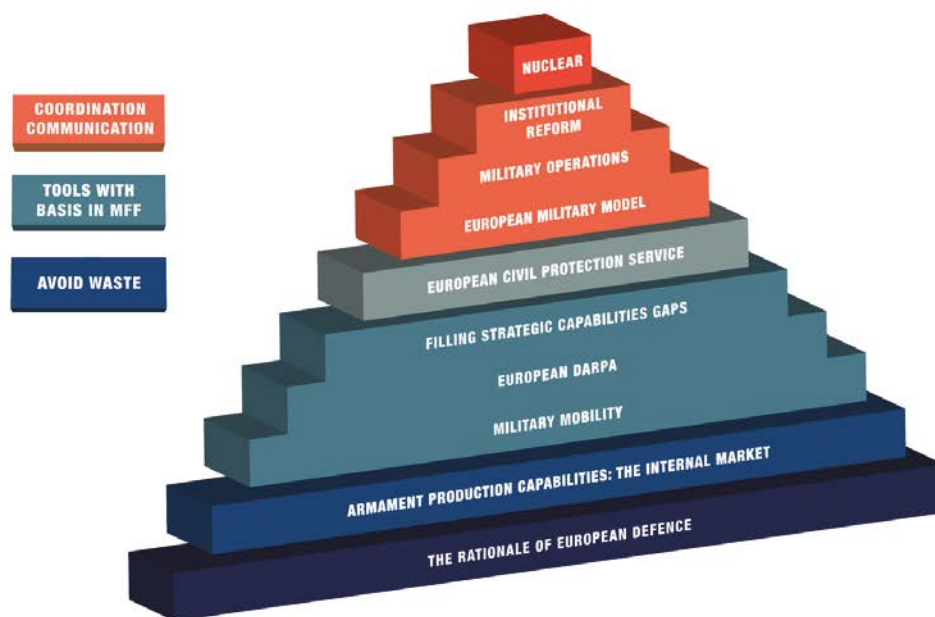 NUCLEAR
INSTITUTIONAL
REFORM
MILITARY OPERATIONS
EUROPEAN MILITARY MODEL
EUROPEAN CIVIL PROTECTION SERVICE
FILLING STRATEGIC CAPABILITIES GAPS
EUROPEAN DARPA
MILITARY MOBILITY
ARMAMENT PRODUCTION CAPABILITIES: THE INTERNAL MARKET
THE RATIONALE OF EUROPEAN DEFENCE
COORDINATION
COMMUNICATION
TOOLS WITH
BASIS IN MFF
AVOID WASTE